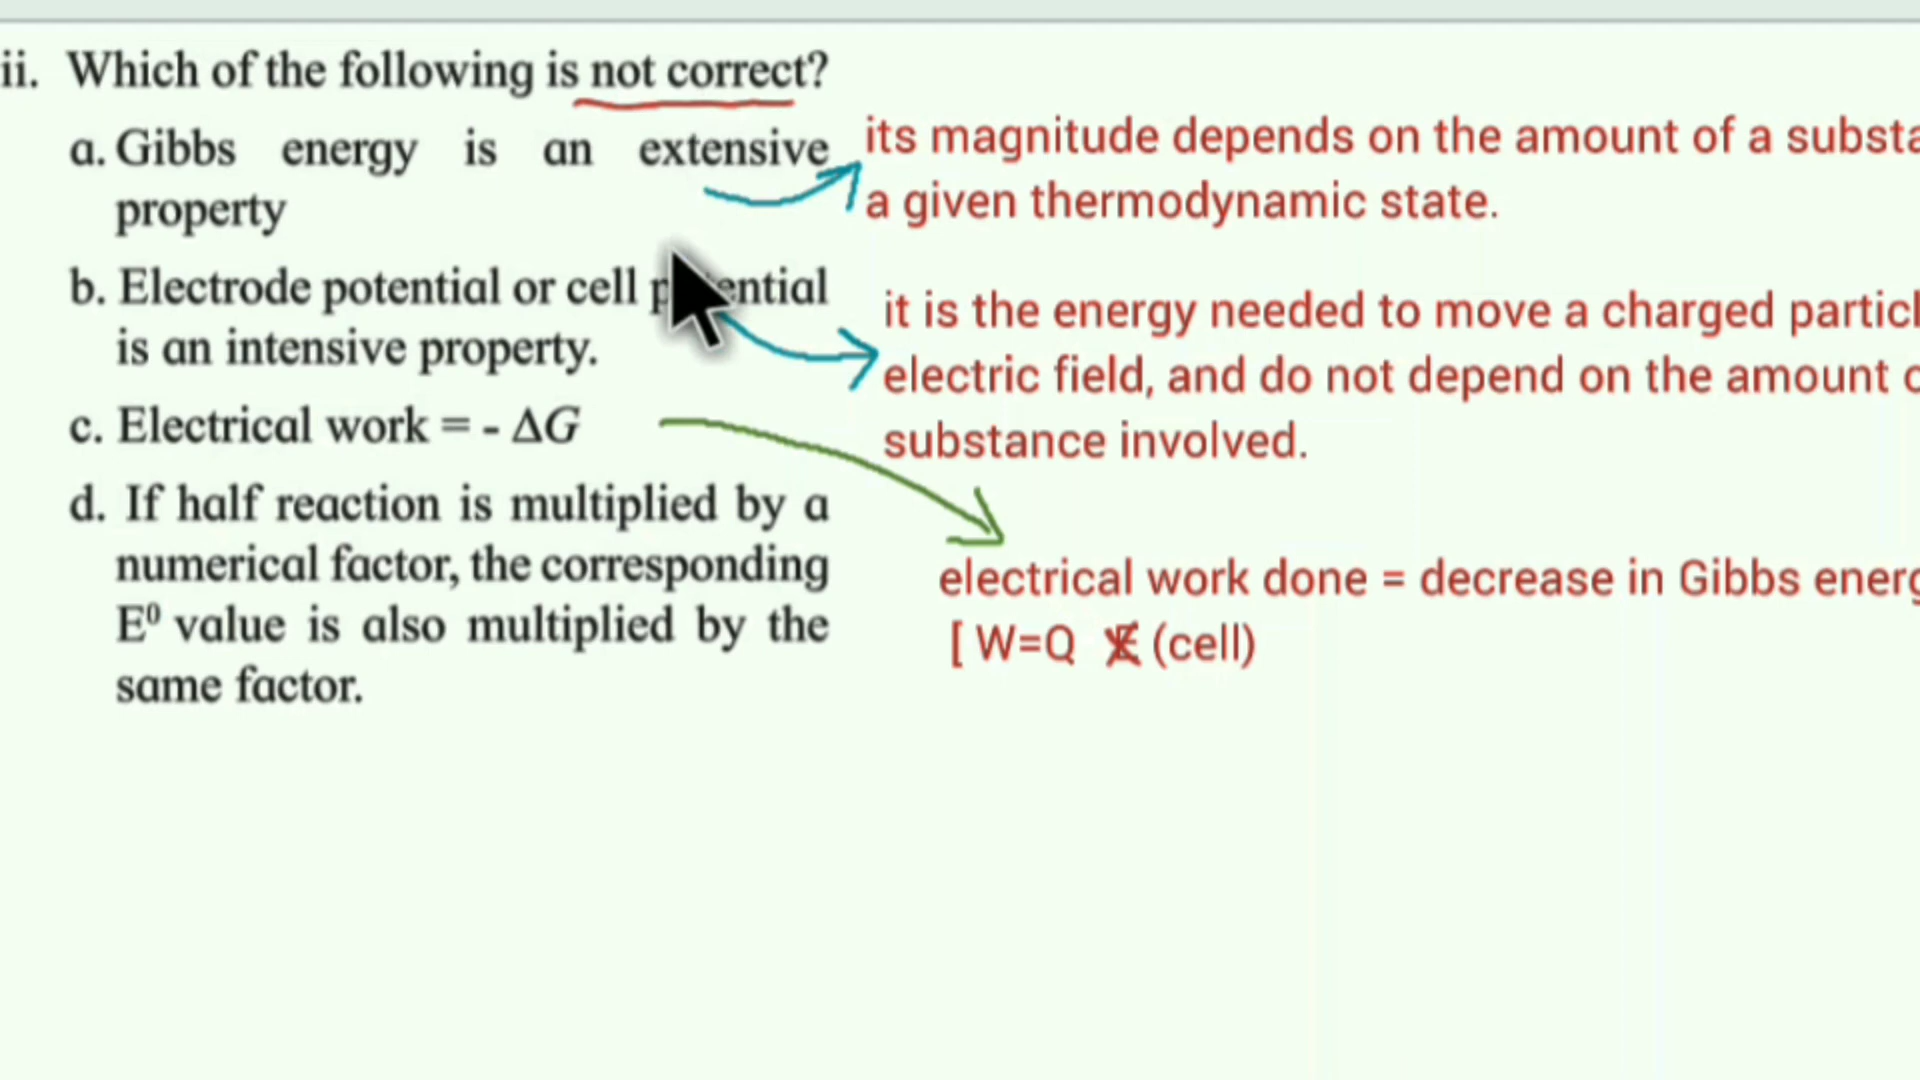 ii. Which of the following is not correct?
a. Gibbs energy is an extensive
its magnitude depends on the amount of a
property
a given thermodynamic state.
b. Electrode potential or cell
it is the energy needed to move a charged
is an intensive property.
electric field, and do not depend on the amount
c. Electrical work = - ΔG
substance involved.
d. If half reaction is multiplied by a
numerical factor, the corresponding
electrical work done = decrease in Gibbs
E⁰ value is also multiplied by the
[ W=Q (cell)
same factor.